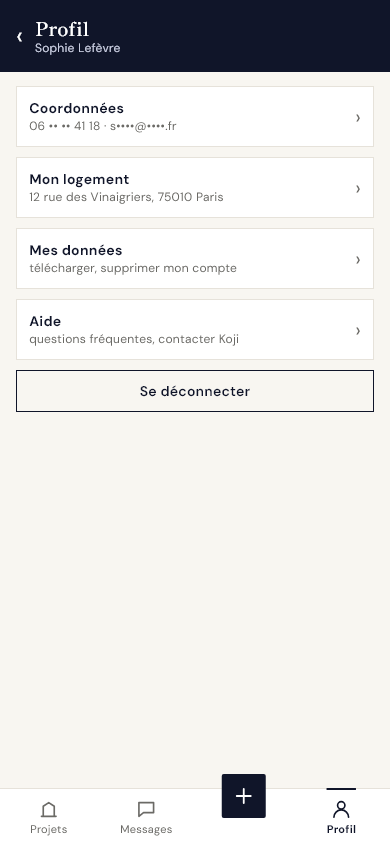 Profil
Sophie Lefèvre
Coordonnées
06 •• •• 41 18 · s••••@••••.fr
Mon logement
12 rue des Vinaigriers, 75010 Paris
Mes données
télécharger, supprimer mon compte
Aide
questions fréquentes, contacter Koji
Se déconnecter
Projets
Messages
Profil